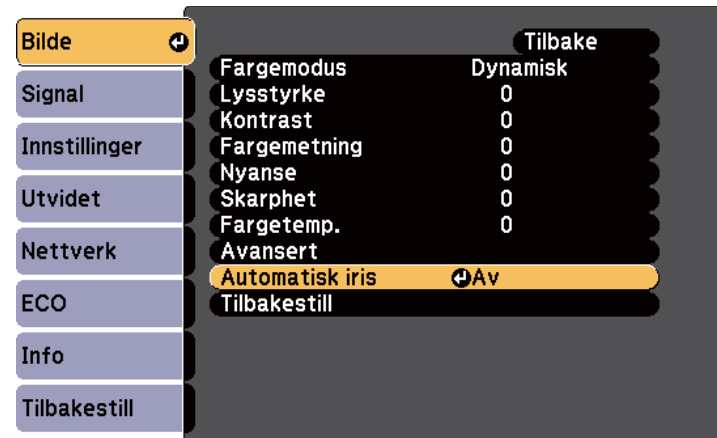 Bilde
Signal
Innstillinger
Utvidet
Nettverk
ECO
Info
Tilbakestill
Tilbake
Fargemodus Dynamisk
Lysstyrke 0
Kontrast 0
Fargemetning 0
Nyanse 0
Skarphet 0
Fargetemp. 0
Avansert
Automatisk iris Av
Tilbakestill